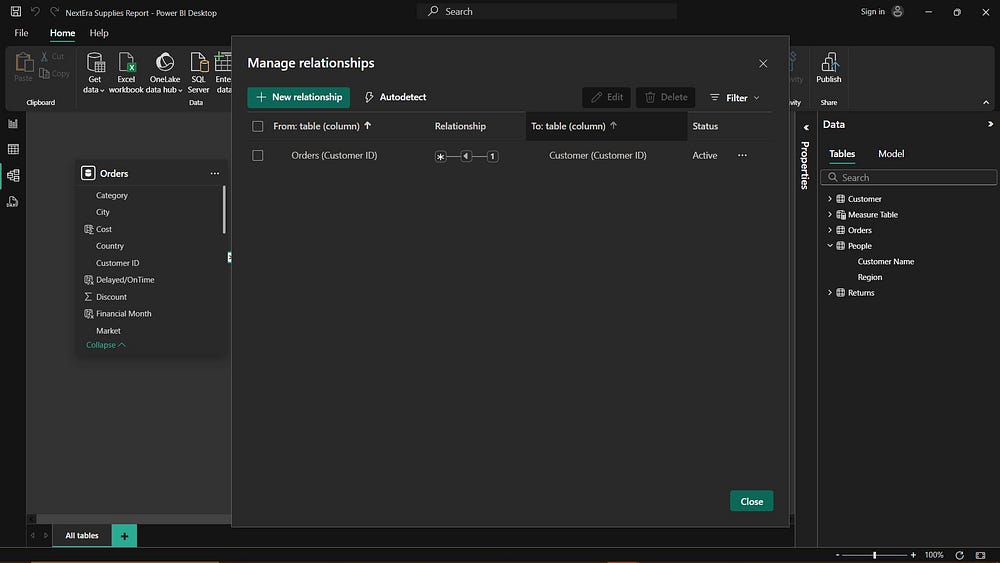 NextEra Supplies Report - Power BI Desktop
Search
Sign in
File
Home
Help
Paste
Cut
Copy
Clipboard
Get data
Excel workbook
OneLake data hub
SQL Server
Data
Publish
Share
Manage relationships
+ New relationship
Autodetect
Edit
Delete
Filter
From: table (column)
Relationship
To: table (column)
Status
Orders (Customer ID)
* 1
Customer (Customer ID)
Active
Close
Orders
Category
City
Cost
Country
Customer ID
Delayed/OnTime
Discount
Financial Month
Market
Collapse
Properties
Data
Tables
Model
Search
Customer
Measure Table
Orders
People
Customer Name
Region
Returns
All tables
+
- + 100%